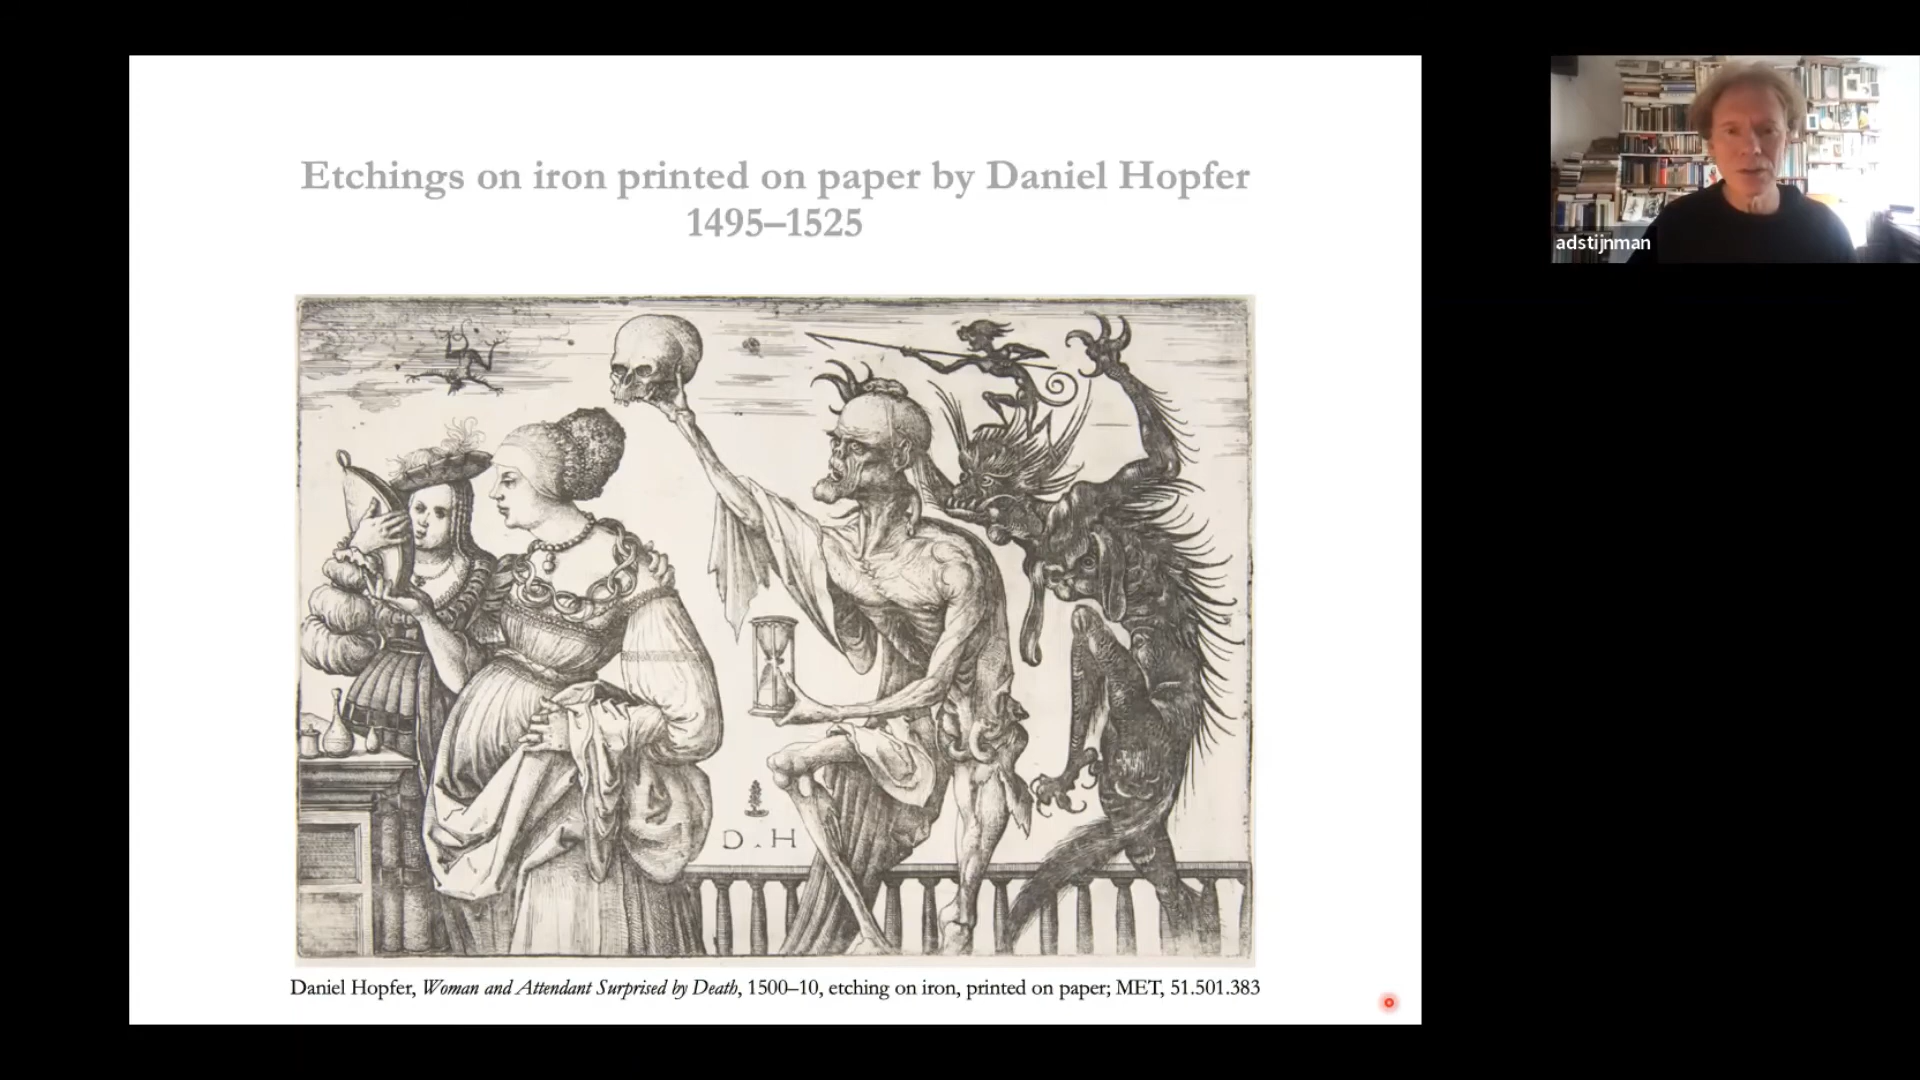 Etchings on iron printed on paper by Daniel Hopfer
1495–1525
adstijnman
D . H
Daniel Hopfer, Woman and Attendant Surprised by Death, 1500–10, etching on iron, printed on paper; MET, 51.501.383